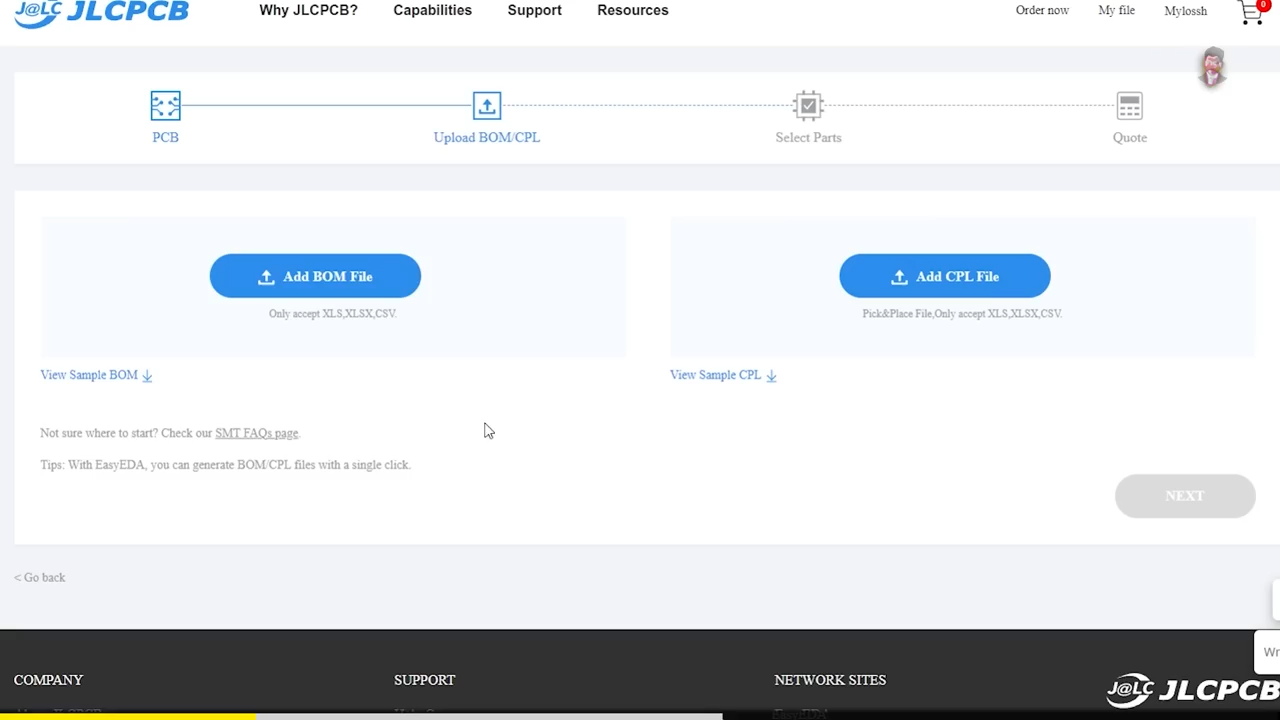 J@LC JLCPCB
Why JLCPCB?
Capabilities
Support
Resources
Order now
My file
Mylossh
0
PCB
Upload BOM/CPL
Select Parts
Quote
Add BOM File
Only accept XLS,XLSX,CSV.
Add CPL File
Pick&Place File,Only accept XLS,XLSX,CSV.
View Sample BOM
View Sample CPL
Not sure where to start? Check our SMT FAQs page.
Tips: With EasyEDA, you can generate BOM/CPL files with a single click.
NEXT
< Go back
Wr
COMPANY
SUPPORT
NETWORK SITES
J@LC JLCPCB